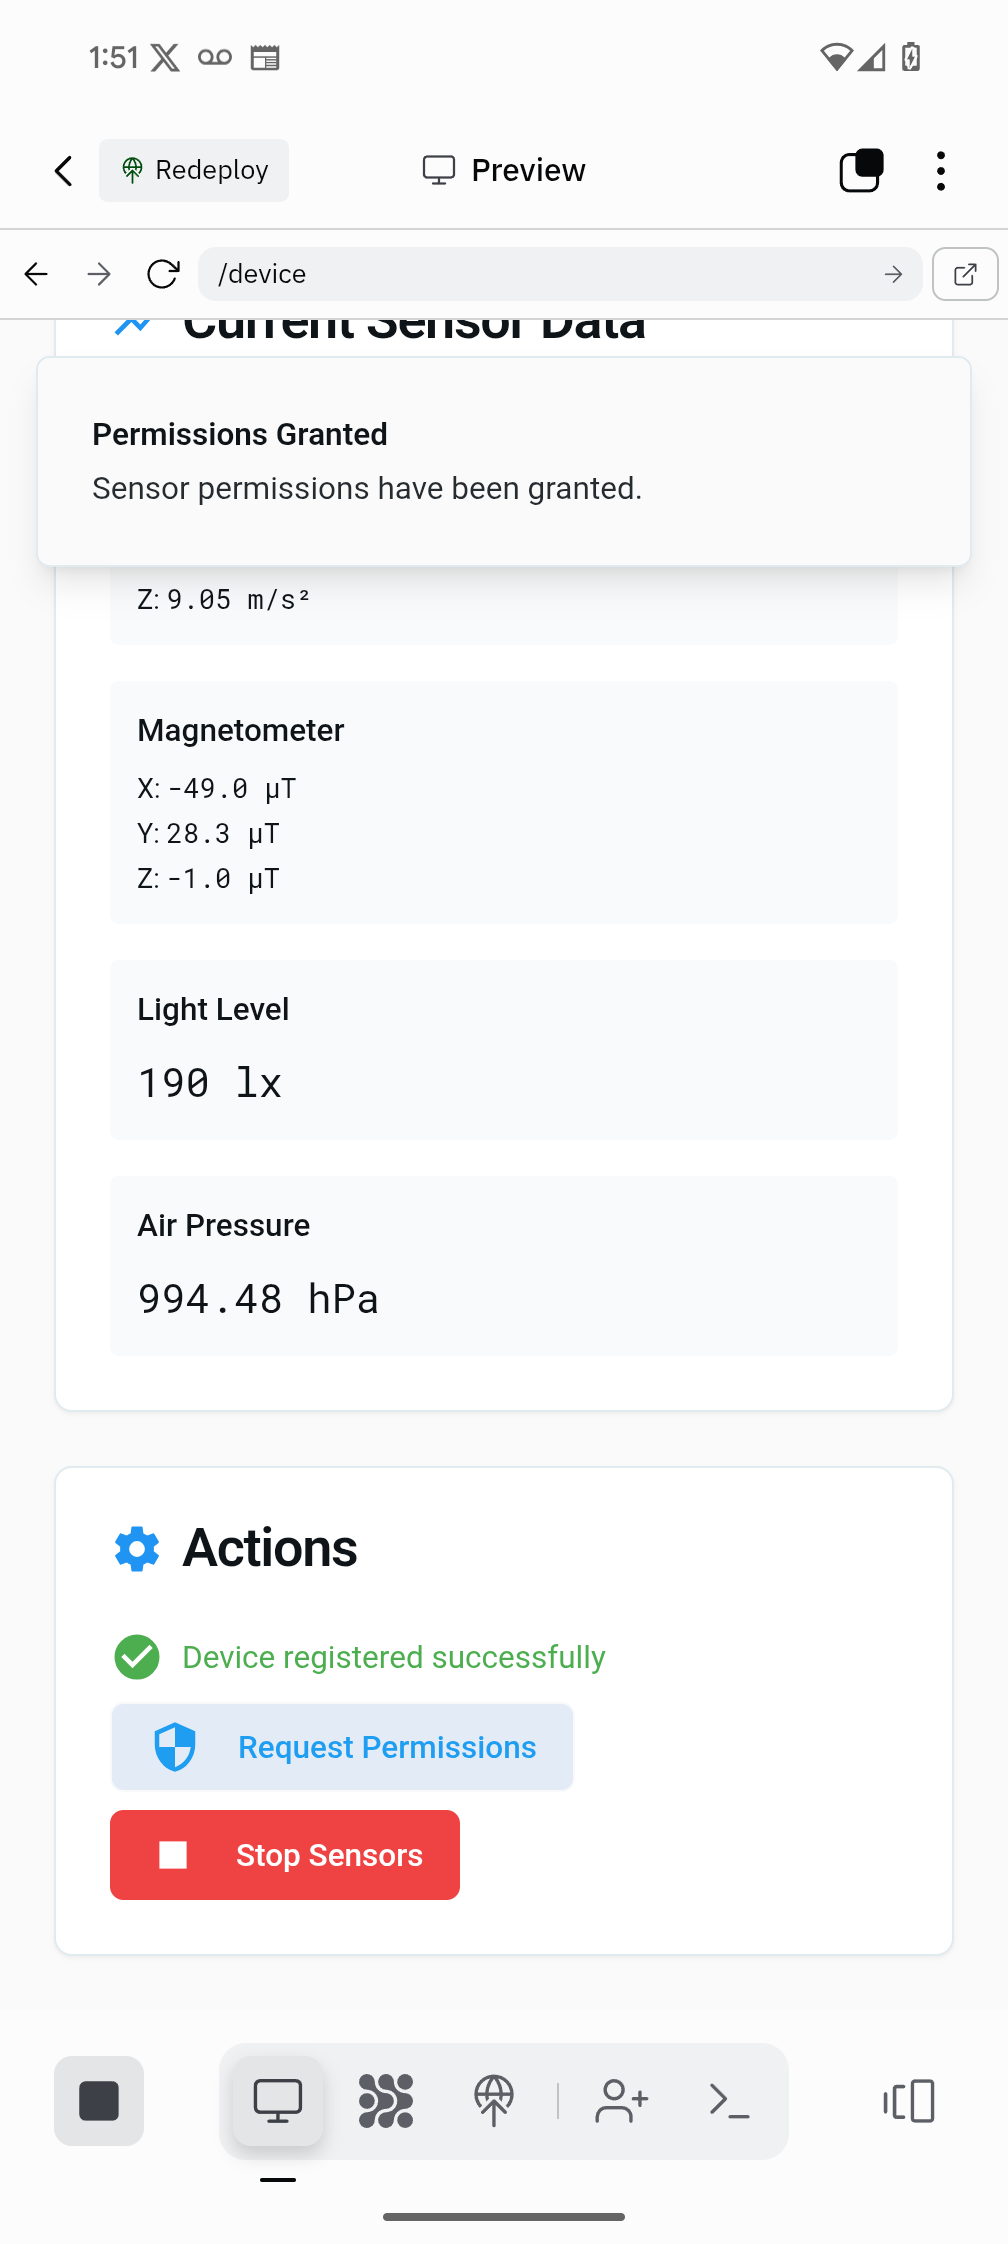 1:51
Redeploy
Preview
/device
Current Sensor Data
Permissions Granted
Sensor permissions have been granted.
Z: 9.05 m/s²
Magnetometer
X: -49.0 µT
Y: 28.3 µT
Z: -1.0 µT
Light Level
190 lx
Air Pressure
994.48 hPa
Actions
Device registered successfully
Request Permissions
Stop Sensors